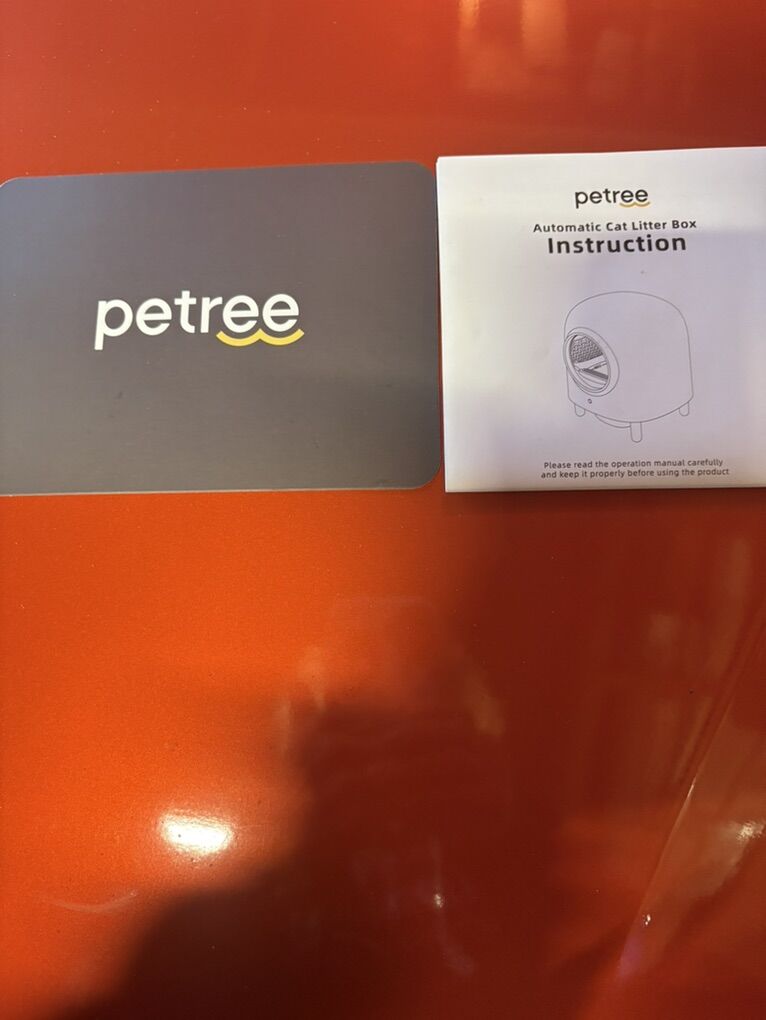 petree
petree
Automatic Cat Litter Box
Instruction
Please read the operation manual carefully
and keep it properly before using the product